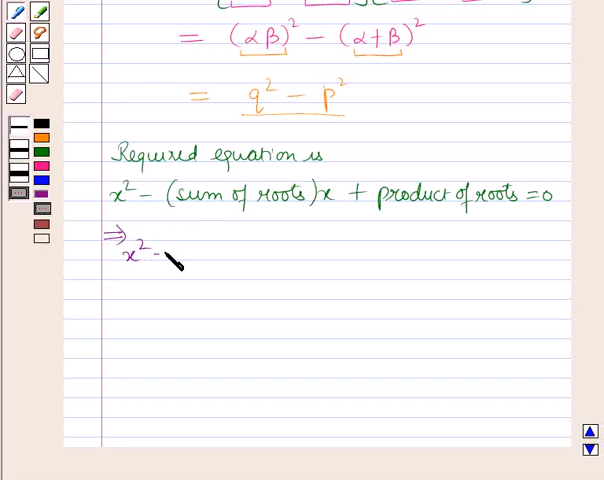 = (αβ)² − (α+β)²
= q² − p²
Required equation is
x² − (sum of roots)x + product of roots = 0
⇒
x² −